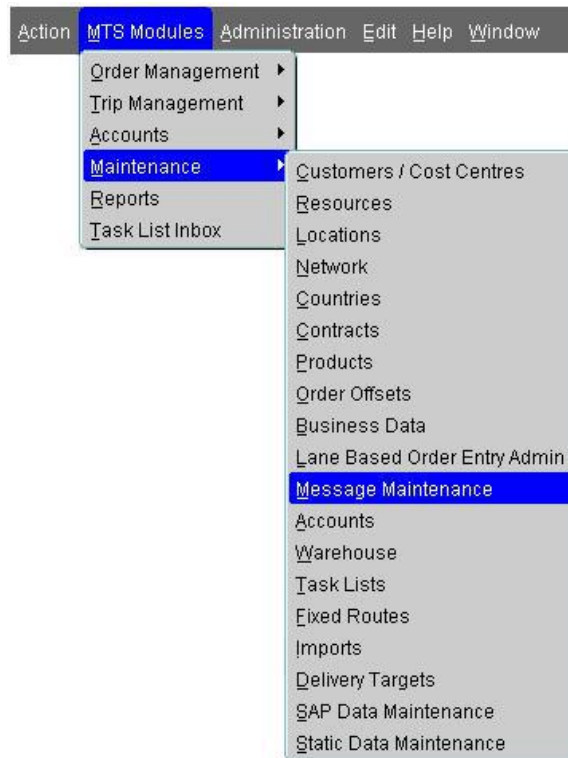 Action MTS Modules Administration Edit Help Window
Order Management
Trip Management
Accounts
Maintenance
Reports
Task List Inbox
Customers / Cost Centres
Resources
Locations
Network
Countries
Contracts
Products
Order Offsets
Business Data
Lane Based Order Entry Admin
Message Maintenance
Accounts
Warehouse
Task Lists
Fixed Routes
Imports
Delivery Targets
SAP Data Maintenance
Static Data Maintenance